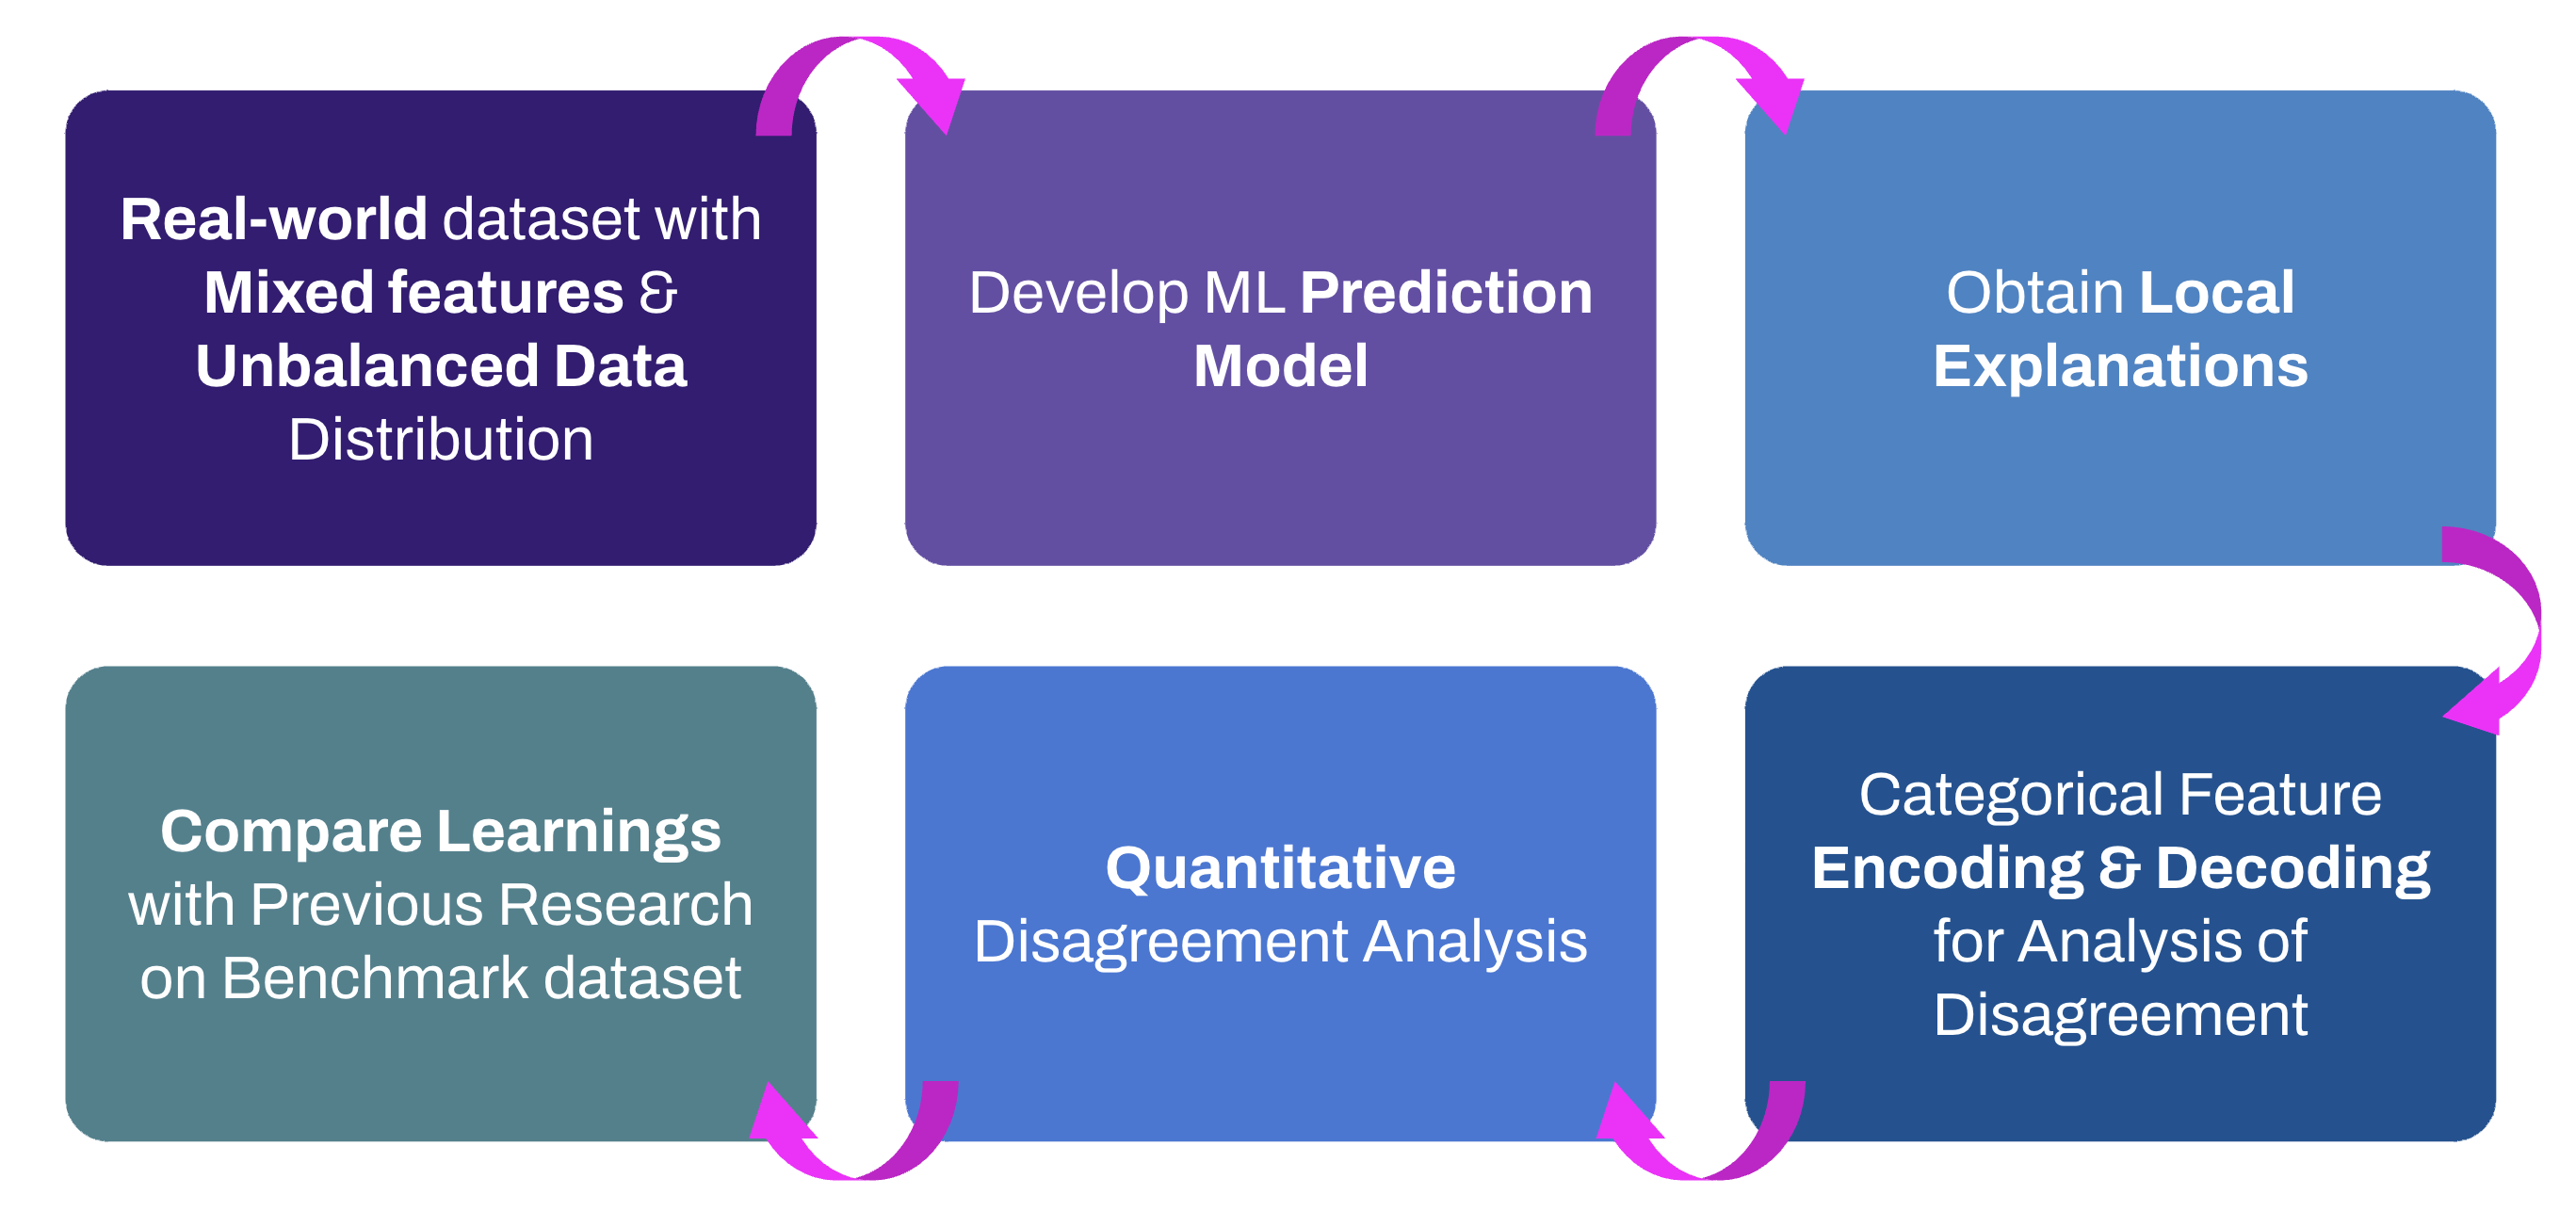 Real-world dataset with
Mixed features &
Unbalanced Data
Distribution
Develop ML Prediction
Model
Obtain Local
Explanations
Categorical Feature
Encoding & Decoding
for Analysis of
Disagreement
Quantitative
Disagreement Analysis
Compare Learnings
with Previous Research
on Benchmark dataset